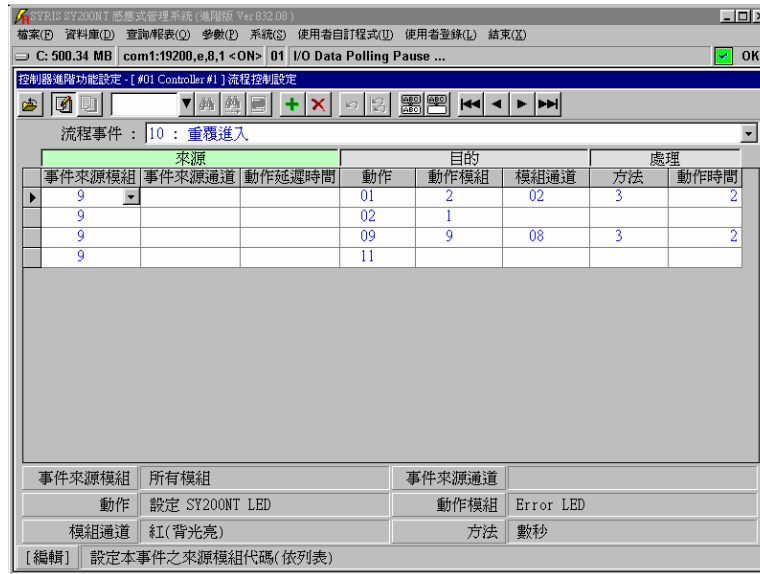 SYRIS SY200NT 感應式管理系統 (進階版 Ver 832.08 )
檔案(F) 資料庫(D) 查詢/報表(Q) 參數(P) 系統(S) 使用者自訂程式(U) 使用者登錄(L) 結束(X)
C: 500.34 MB com1:19200,e,8,1 <ON> 01 I/O Data Polling Pause ... OK
控制器進階功能設定 - [ #01 Controller #1 ] 流程控制設定
流程事件 : 10 : 重覆進入
來源 目的 處理
事件來源模組 事件來源通道 動作延遲時間 動作 動作模組 模組通道 方法 動作時間
9 01 2 02 3 2
9 02 1
9 09 9 08 3 2
9 11
事件來源模組 所有模組 事件來源通道
動作 設定 SY200NT LED 動作模組 Error LED
模組通道 紅(背光亮) 方法 數秒
[編輯] 設定本事件之來源模組代碼(依列表)